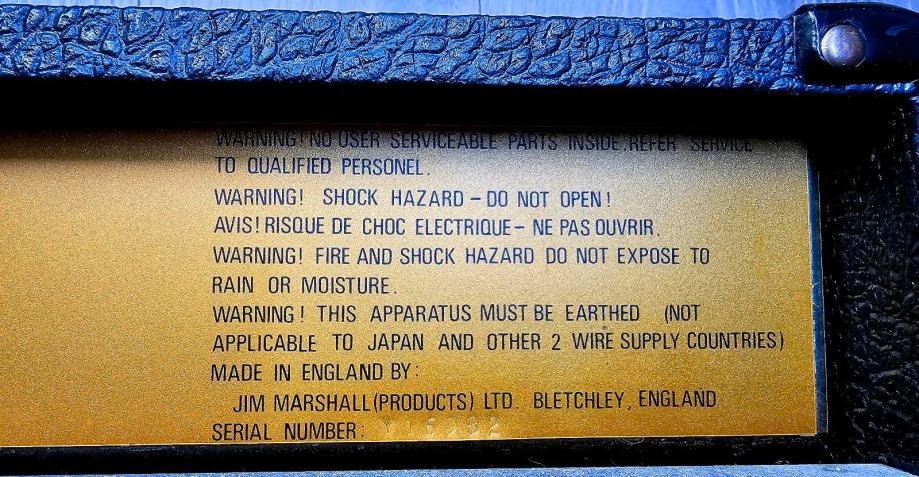 WARNING! NO USER SERVICEABLE PARTS INSIDE.REFER SERVICE
TO QUALIFIED PERSONEL.
WARNING! SHOCK HAZARD – DO NOT OPEN!
AVIS! RISQUE DE CHOC ELECTRIQUE – NE PAS OUVRIR.
WARNING! FIRE AND SHOCK HAZARD DO NOT EXPOSE TO
RAIN OR MOISTURE.
WARNING! THIS APPARATUS MUST BE EARTHED (NOT
APPLICABLE TO JAPAN AND OTHER 2 WIRE SUPPLY COUNTRIES)
MADE IN ENGLAND BY:
JIM MARSHALL (PRODUCTS) LTD. BLETCHLEY, ENGLAND
SERIAL NUMBER: